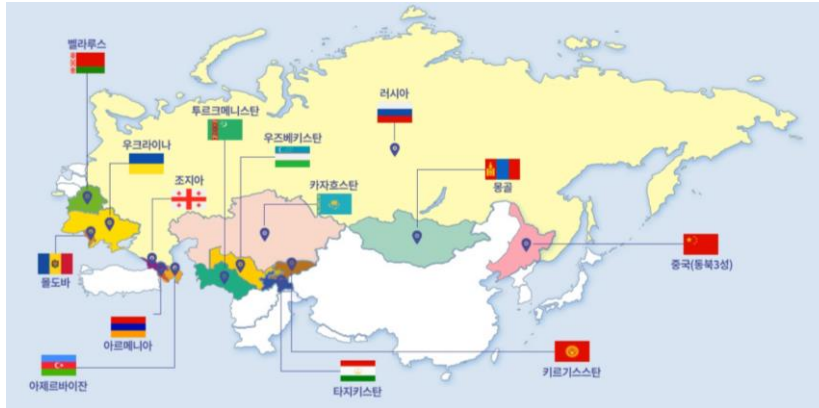 벨라루스
러시아
투르크메니스탄
우즈베키스탄
우크라이나
조지아
몽골
카자흐스탄
중국(동북3성)
몰도바
아르메니아
키르기스스탄
아제르바이잔
타지키스탄